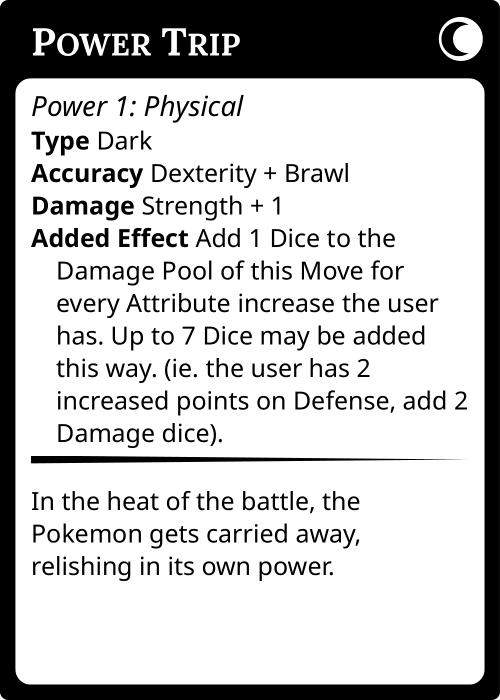 Power Trip
Power 1: Physical
Type Dark
Accuracy Dexterity + Brawl
Damage Strength + 1
Added Effect Add 1 Dice to the
Damage Pool of this Move for
every Attribute increase the user
has. Up to 7 Dice may be added
this way. (ie. the user has 2
increased points on Defense, add 2
Damage dice).
In the heat of the battle, the
Pokemon gets carried away,
relishing in its own power.